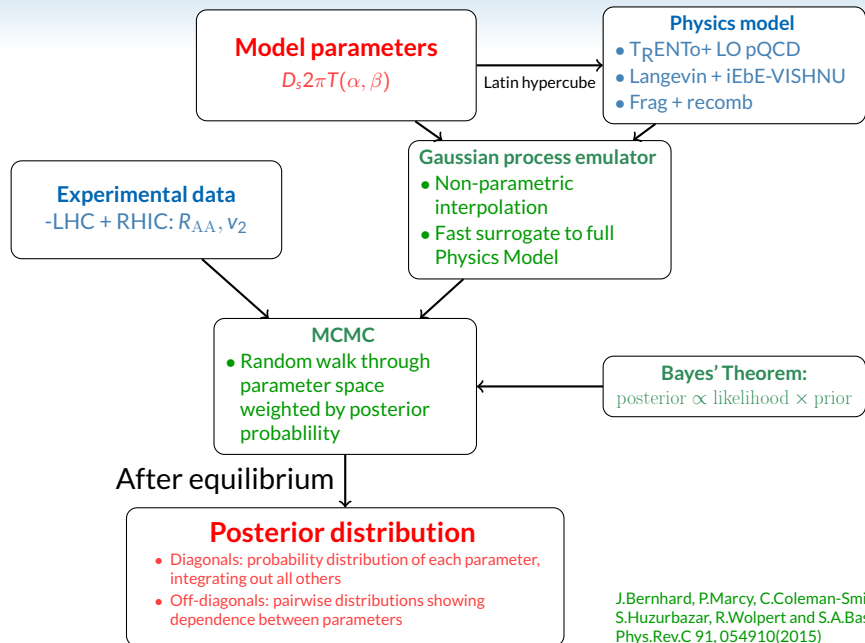 Model parameters
D_s2πT(α, β)
Latin hypercube
Physics model
• T_RENTo+ LO pQCD
• Langevin + iEbE-VISHNU
• Frag + recomb
Gaussian process emulator
• Non-parametric
interpolation
• Fast surrogate to full
Physics Model
Experimental data
-LHC + RHIC: R_AA, v_2
MCMC
• Random walk through
parameter space
weighted by posterior
probablility
Bayes' Theorem:
posterior ∝ likelihood × prior
After equilibrium
Posterior distribution
• Diagonals: probability distribution of each parameter,
integrating out all others
• Off-diagonals: pairwise distributions showing
dependence between parameters
J.Bernhard, P.Marcy, C.Coleman-Smi
S.Huzurbazar, R.Wolpert and S.A.Bas
Phys.Rev.C 91, 054910(2015)